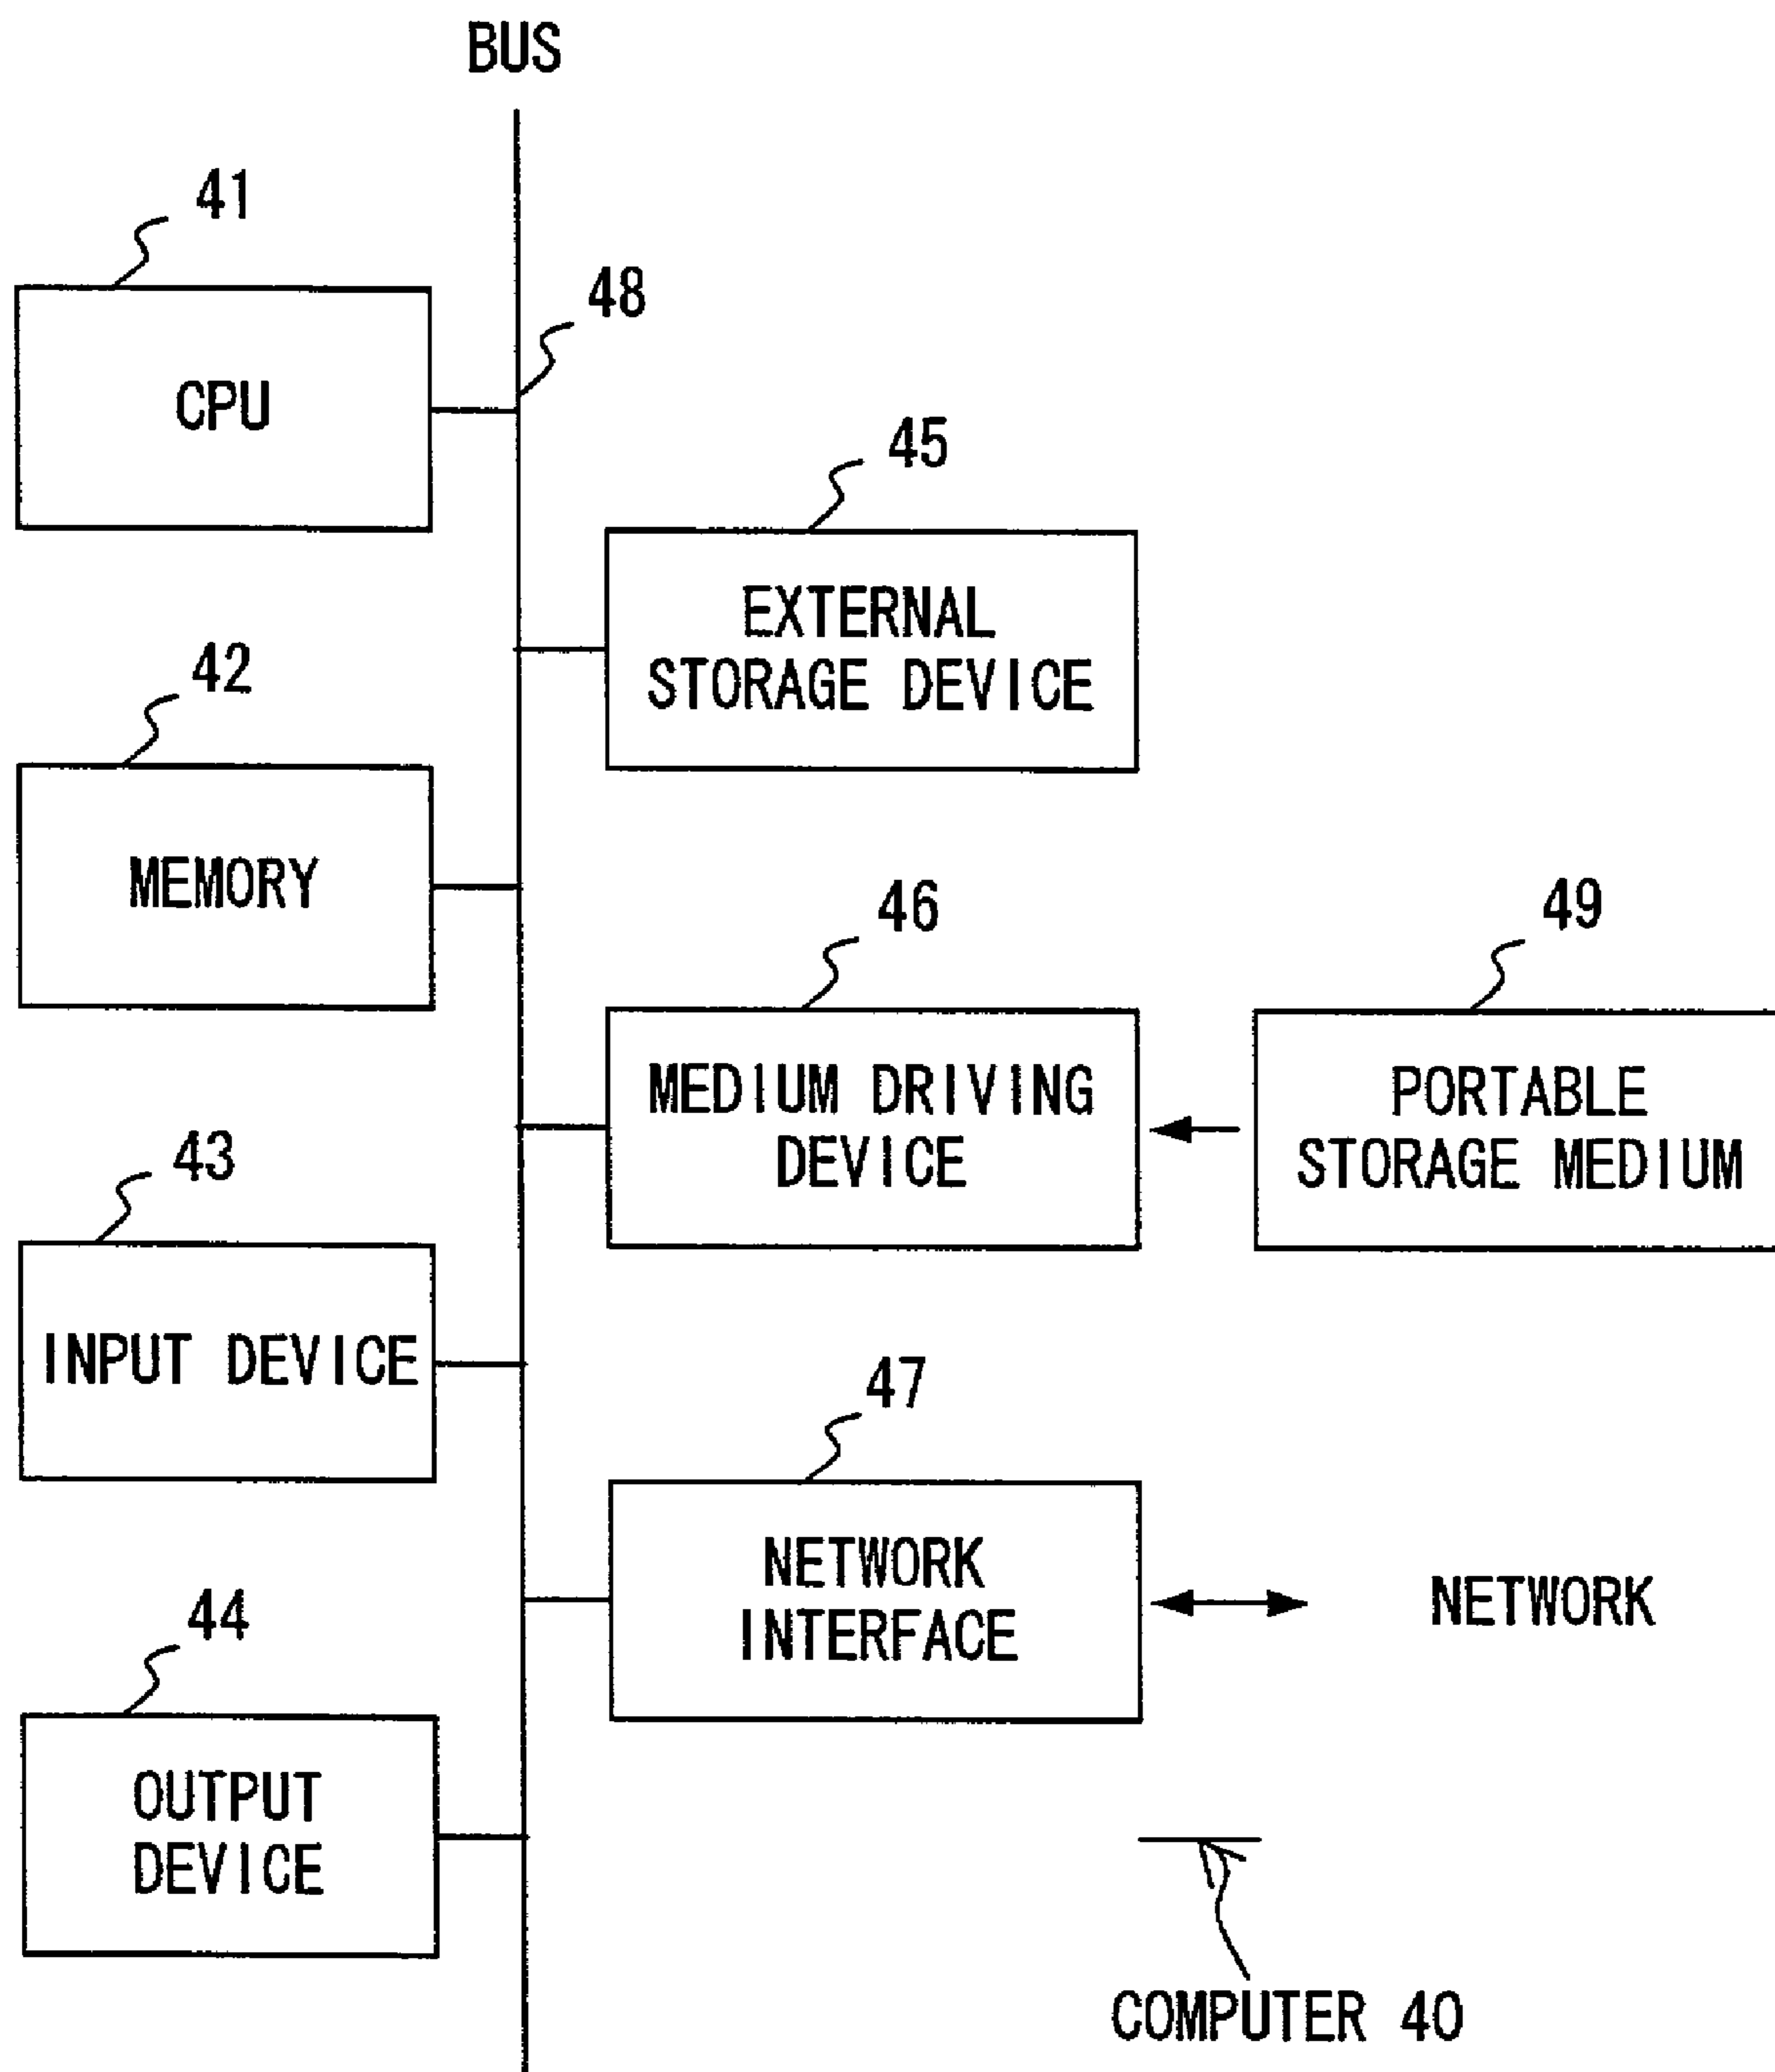 BUS
41
CPU
48
45
EXTERNAL
STORAGE DEVICE
42
MEMORY
46
MEDIUM DRIVING
DEVICE
49
PORTABLE
STORAGE MEDIUM
43
INPUT DEVICE
47
NETWORK
INTERFACE
NETWORK
44
OUTPUT
DEVICE
COMPUTER 40